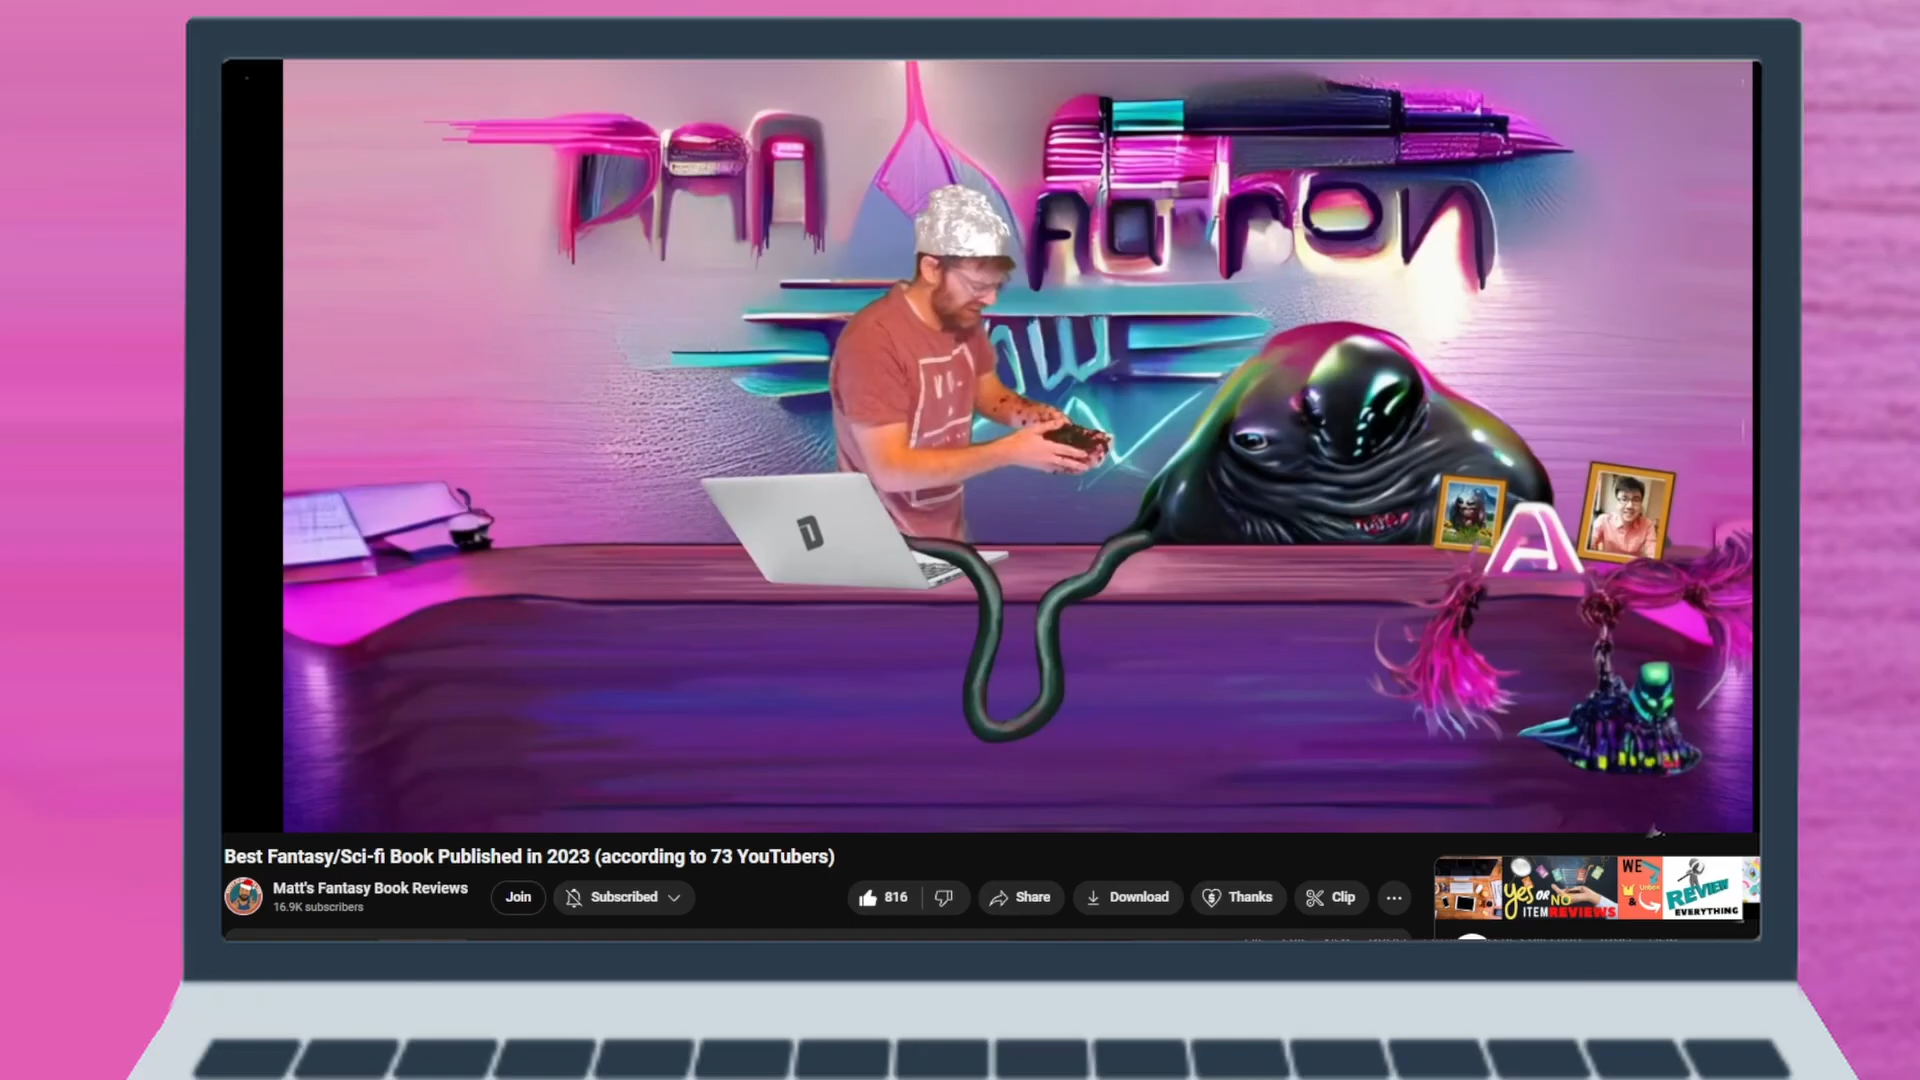 Best Fantasy/Sci-fi Book Published in 2023 (according to 73 YouTubers)
Matt's Fantasy Book Reviews
16.9K subscribers
Join
Subscribed
816
Share
Download
Thanks
Clip
D
A
yes OR NO
ITEM REVIEWS
WE
Unbox
&
REVIEW
EVERYTHING